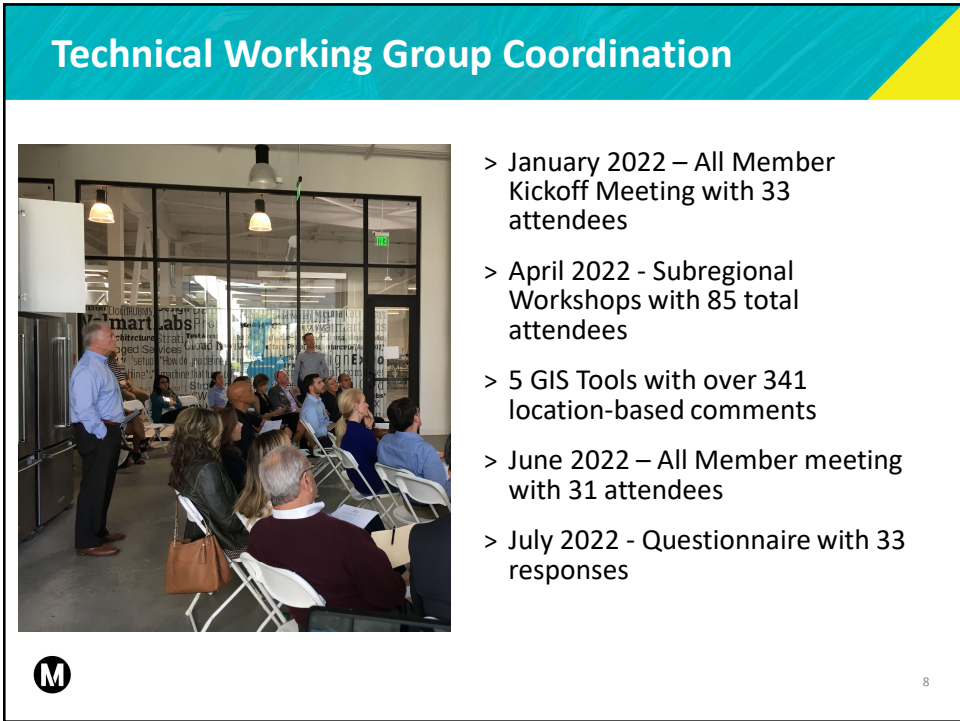 Technical Working Group Coordination
> January 2022 – All Member
Kickoff Meeting with 33
attendees
> April 2022 - Subregional
Workshops with 85 total
attendees
> 5 GIS Tools with over 341
location-based comments
> June 2022 – All Member meeting
with 31 attendees
> July 2022 - Questionnaire with 33
responses
mart Labs
M
8